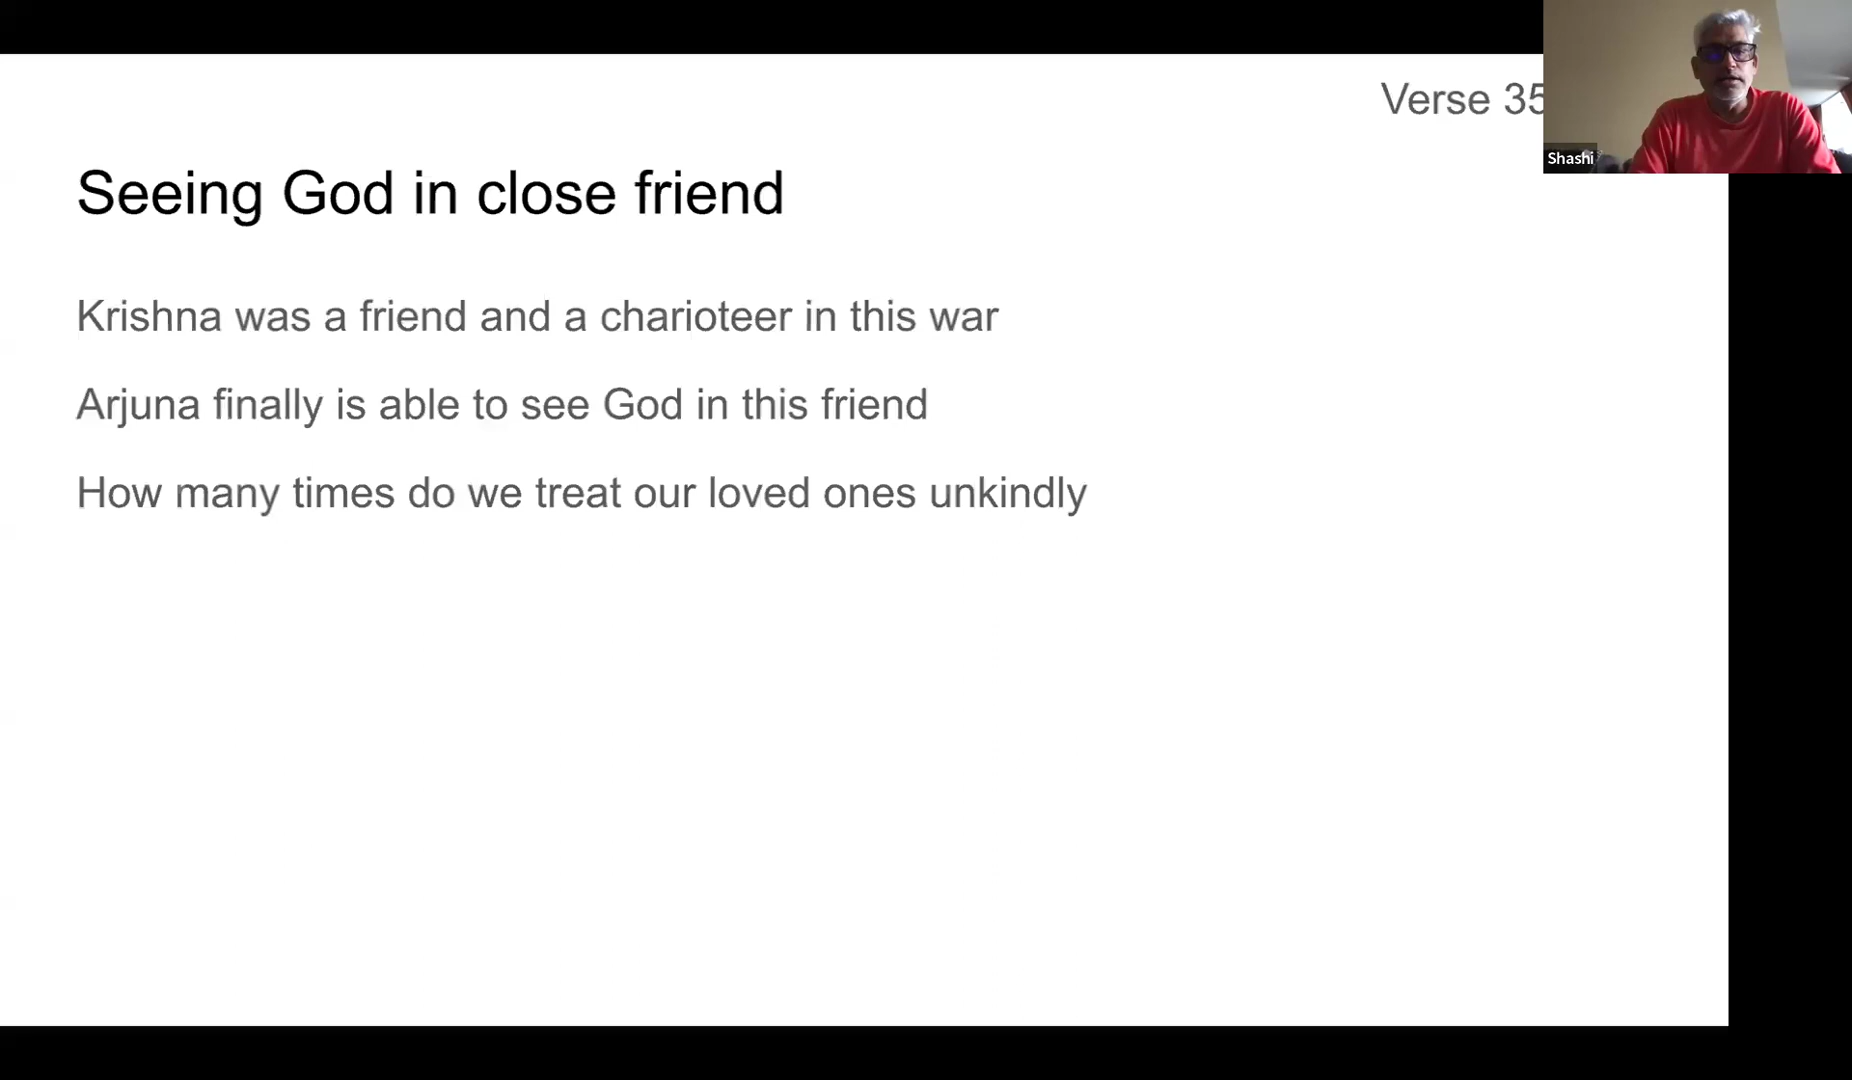 Verse 35
Shashi
Seeing God in close friend
Krishna was a friend and a charioteer in this war
Arjuna finally is able to see God in this friend
How many times do we treat our loved ones unkindly